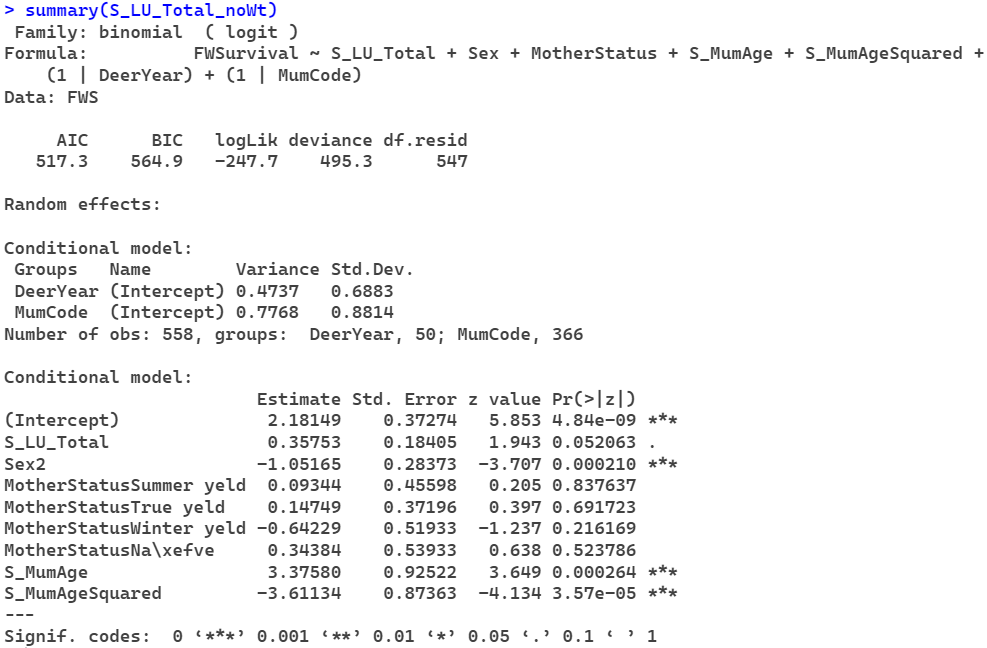 > summary(S_LU_Total_noWt)
 Family: binomial  ( logit )
Formula:          FWSurvival ~ S_LU_Total + Sex + MotherStatus + S_MumAge + S_MumAgeSquared +
    (1 | DeerYear) + (1 | MumCode)
Data: FWS

     AIC      BIC   logLik deviance df.resid
   517.3    564.9   -247.7    495.3      547

Random effects:

Conditional model:
 Groups   Name        Variance Std.Dev.
 DeerYear (Intercept) 0.4737   0.6883
 MumCode  (Intercept) 0.7768   0.8814
Number of obs: 558, groups:  DeerYear, 50; MumCode, 366

Conditional model:
                         Estimate Std. Error z value Pr(>|z|)
(Intercept)               2.18149    0.37274   5.853 4.84e-09 ***
S_LU_Total                0.35753    0.18405   1.943 0.052063 .
Sex2                     -1.05165    0.28373  -3.707 0.000210 ***
MotherStatusSummer yeld   0.09344    0.45598   0.205 0.837637
MotherStatusTrue yeld     0.14749    0.37196   0.397 0.691723
MotherStatusWinter yeld  -0.64229    0.51933  -1.237 0.216169
MotherStatusNa\xefve      0.34384    0.53933   0.638 0.523786
S_MumAge                  3.37580    0.92522   3.649 0.000264 ***
S_MumAgeSquared          -3.61134    0.87363  -4.134 3.57e-05 ***
---
Signif. codes:  0 ‘***’ 0.001 ‘**’ 0.01 ‘*’ 0.05 ‘.’ 0.1 ‘ ’ 1